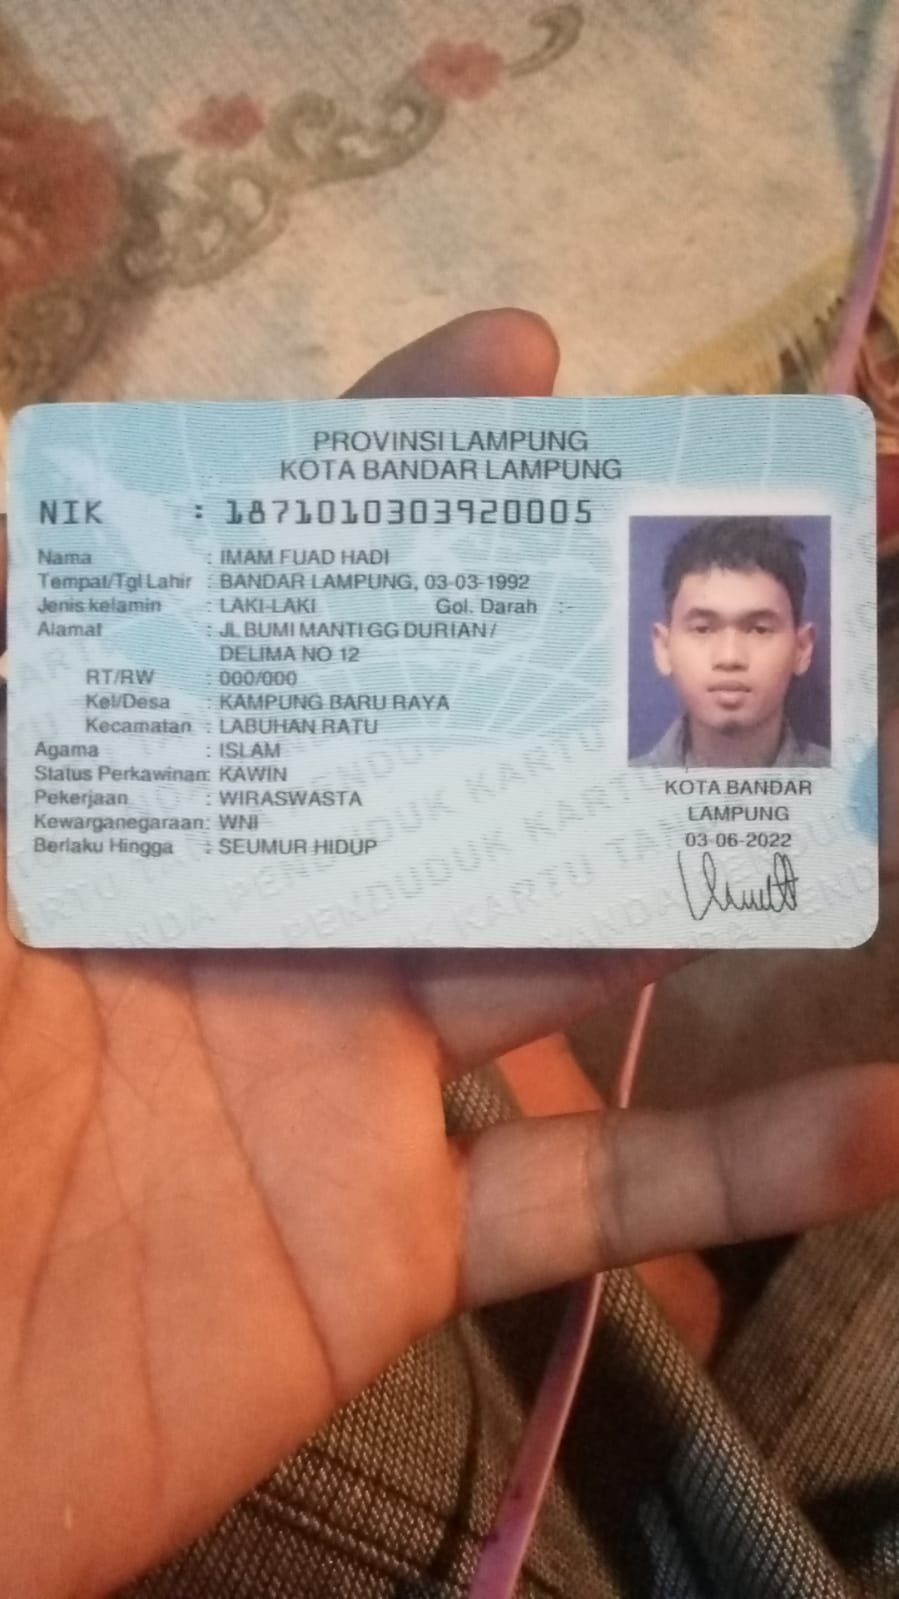 PROVINSI LAMPUNG
KOTA BANDAR LAMPUNG
NIK : 1871010303920005
Nama : IMAM FUAD HADI
Tempat/Tgl Lahir : BANDAR LAMPUNG, 03-03-1992
Jenis kelamin : LAKI-LAKI Gol. Darah :-
Alamat : JL BUMI MANTI GG DURIAN/
DELIMA NO 12
RT/RW : 000/000
Kel/Desa : KAMPUNG BARU RAYA
Kecamatan : LABUHAN RATU
Agama : ISLAM
Status Perkawinan: KAWIN
Pekerjaan : WIRASWASTA
Kewarganegaraan: WNI
Berlaku Hingga : SEUMUR HIDUP
KOTA BANDAR
LAMPUNG
03-06-2022